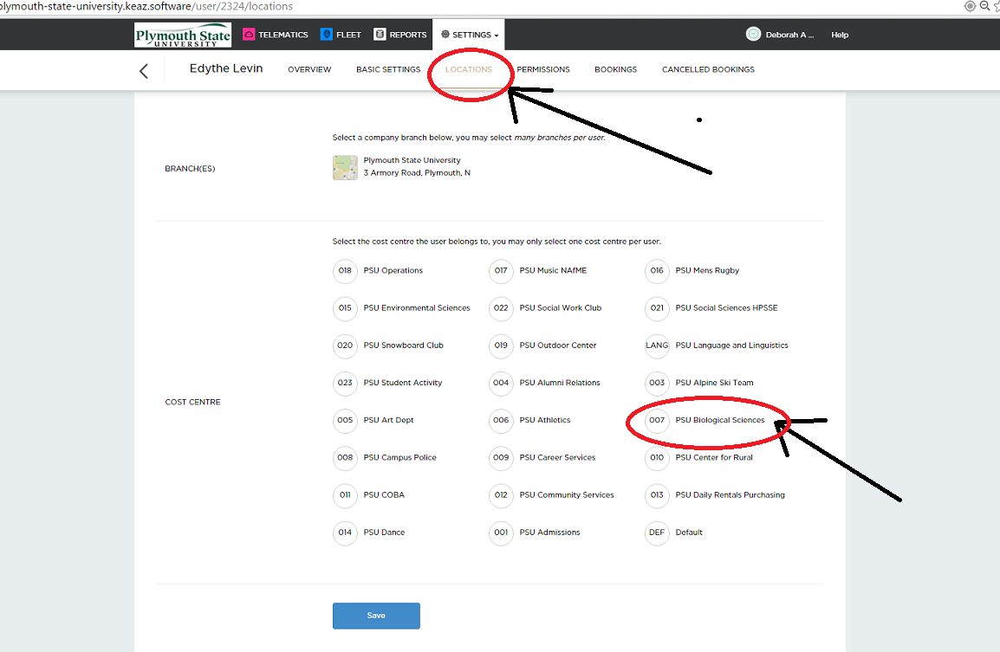 plymouth-state-university.keaz.software/user/2324/locations
Plymouth State
UNIVERSITY
TELEMATICS FLEET REPORTS SETTINGS Deborah A ... Help
Edythe Levin OVERVIEW BASIC SETTINGS LOCATIONS PERMISSIONS BOOKINGS CANCELLED BOOKINGS
Select a company branch below, you may select many branches per user.
BRANCH(ES)
Plymouth State University
3 Armory Road, Plymouth, N
Select the cost centre the user belongs to, you may only select one cost centre per user.
018 PSU Operations 017 PSU Music NAfME 016 PSU Mens Rugby
015 PSU Environmental Sciences 022 PSU Social Work Club 021 PSU Social Sciences HPSSE
020 PSU Snowboard Club 019 PSU Outdoor Center LANG PSU Language and Linguistics
023 PSU Student Activity 004 PSU Alumni Relations 003 PSU Alpine Ski Team
COST CENTRE
005 PSU Art Dept 006 PSU Athletics 007 PSU Biological Sciences
008 PSU Campus Police 009 PSU Career Services 010 PSU Center for Rural
011 PSU COBA 012 PSU Community Services 013 PSU Daily Rentals Purchasing
014 PSU Dance 001 PSU Admissions DEF Default
Save